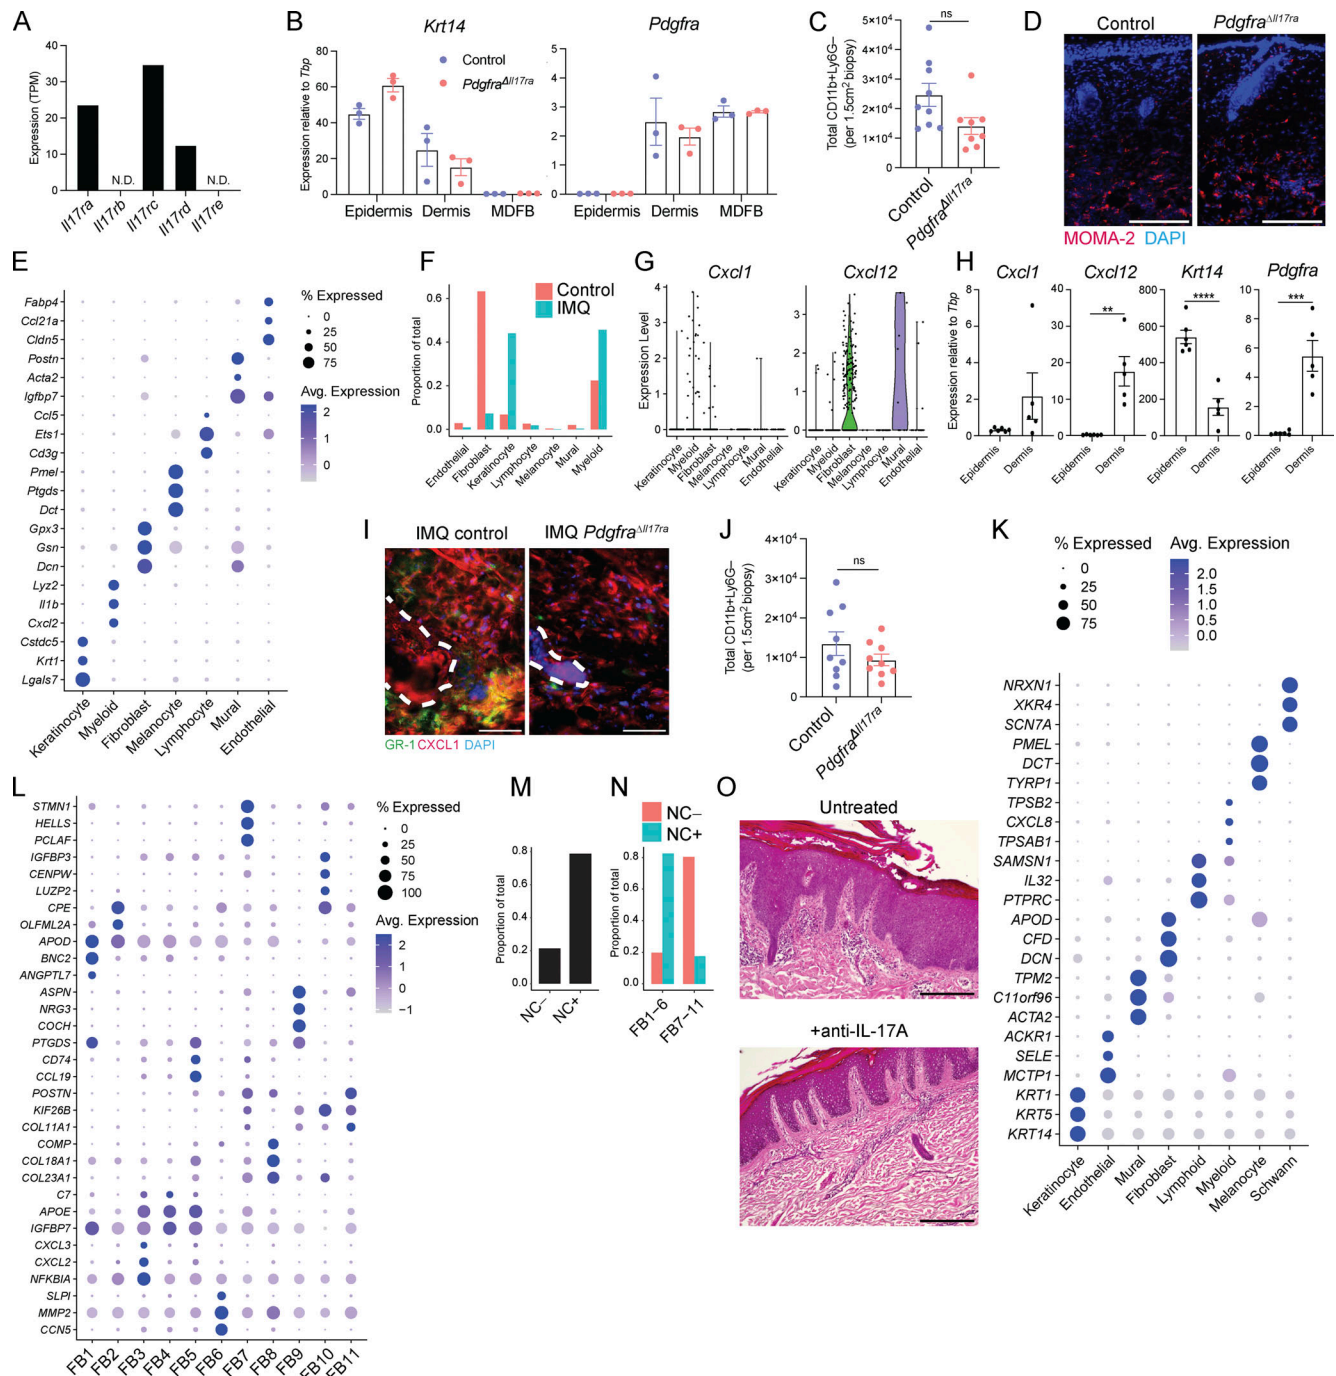 A
Expression (TPM)
80
60
40
20
0
N.D.
N.D.
Il17ra
Il17rb
Il17rc
Il17rd
Il17re
B
Krt14
Pdgfra
Control
Pdgfra^ΔIl17ra
Expression relative to Tbp
80
60
40
20
0
Epidermis Dermis MDFB
5
4
3
2
1
0
Epidermis Dermis MDFB
C
ns
Total CD11b+Ly6G–
(per 1.5cm² biopsy)
5×10⁴
4×10⁴
3×10⁴
2×10⁴
1×10⁴
0
Control
Pdgfra^ΔIl17ra
D
Control
Pdgfra^ΔIl17ra
MOMA-2 DAPI
E
Fabp4
Ccl21a
Cldn5
Postn
Acta2
Igfbp7
Ccl5
Ets1
Cd3g
Pmel
Ptgds
Dct
Gpx3
Gsn
Dcn
Lyz2
Il1b
Cxcl2
Cstdc5
Krt1
Lgals7
Keratinocyte
Myeloid
Fibroblast
Melanocyte
Lymphocyte
Mural
Endothelial
% Expressed
0
25
50
75
Avg. Expression
2
1
0
F
Control
IMQ
Proportion of total
0.6
0.4
0.2
0.0
Endothelial
Fibroblast
Keratinocyte
Lymphocyte
Melanocyte
Mural
Myeloid
G
Cxcl1
Cxcl12
Expression Level
4
3
2
1
0
Keratinocyte
Myeloid
Fibroblast
Melanocyte
Lymphocyte
Mural
Endothelial
3
2
1
0
Keratinocyte
Myeloid
Fibroblast
Melanocyte
Lymphocyte
Mural
Endothelial
H
Cxcl1
Cxcl12
Krt14
Pdgfra
Expression relative to Tbp
8
6
4
2
0
Epidermis
Dermis
**
40
30
20
10
0
Epidermis
Dermis
****
1000
800
600
400
200
0
Epidermis
Dermis
***
10
8
6
4
2
0
Epidermis
Dermis
I
IMQ control
IMQ Pdgfra^ΔIl17ra
GR-1 CXCL1 DAPI
J
ns
Total CD11b+Ly6G–
(per 1.5cm² biopsy)
4×10⁴
3×10⁴
2×10⁴
1×10⁴
0
Control
Pdgfra^ΔIl17ra
K
% Expressed
0
25
50
75
Avg. Expression
2.0
1.5
1.0
0.5
0.0
NRXN1
XKR4
SCN7A
PMEL
DCT
TYRP1
TPSB2
CXCL8
TPSAB1
SAMSN1
IL32
PTPRC
APOD
CFD
DCN
TPM2
C11orf96
ACTA2
ACKR1
SELE
MCTP1
KRT1
KRT5
KRT14
Keratinocyte
Endothelial
Mural
Fibroblast
Lymphoid
Myeloid
Melanocyte
Schwann
L
STMN1
HELLS
PCLAF
IGFBP3
CENPW
LUZP2
CPE
OLFML2A
APOD
BNC2
ANGPTL7
ASPN
NRG3
COCH
PTGDS
CD74
CCL19
POSTN
KIF26B
COL11A1
COMP
COL18A1
COL23A1
C7
APOE
IGFBP7
CXCL3
CXCL2
NFKBIA
SLPI
MMP2
CCN5
FB1
FB2
FB3
FB4
FB5
FB6
FB7
FB8
FB9
FB10
FB11
% Expressed
0
25
50
75
100
Avg. Expression
2
1
0
−1
M
Proportion of total
0.8
0.6
0.4
0.2
0.0
NC–
NC+
N
NC–
NC+
Proportion of total
0.8
0.6
0.4
0.2
0.0
FB1–6
FB7–11
O
Untreated
+anti-IL-17A